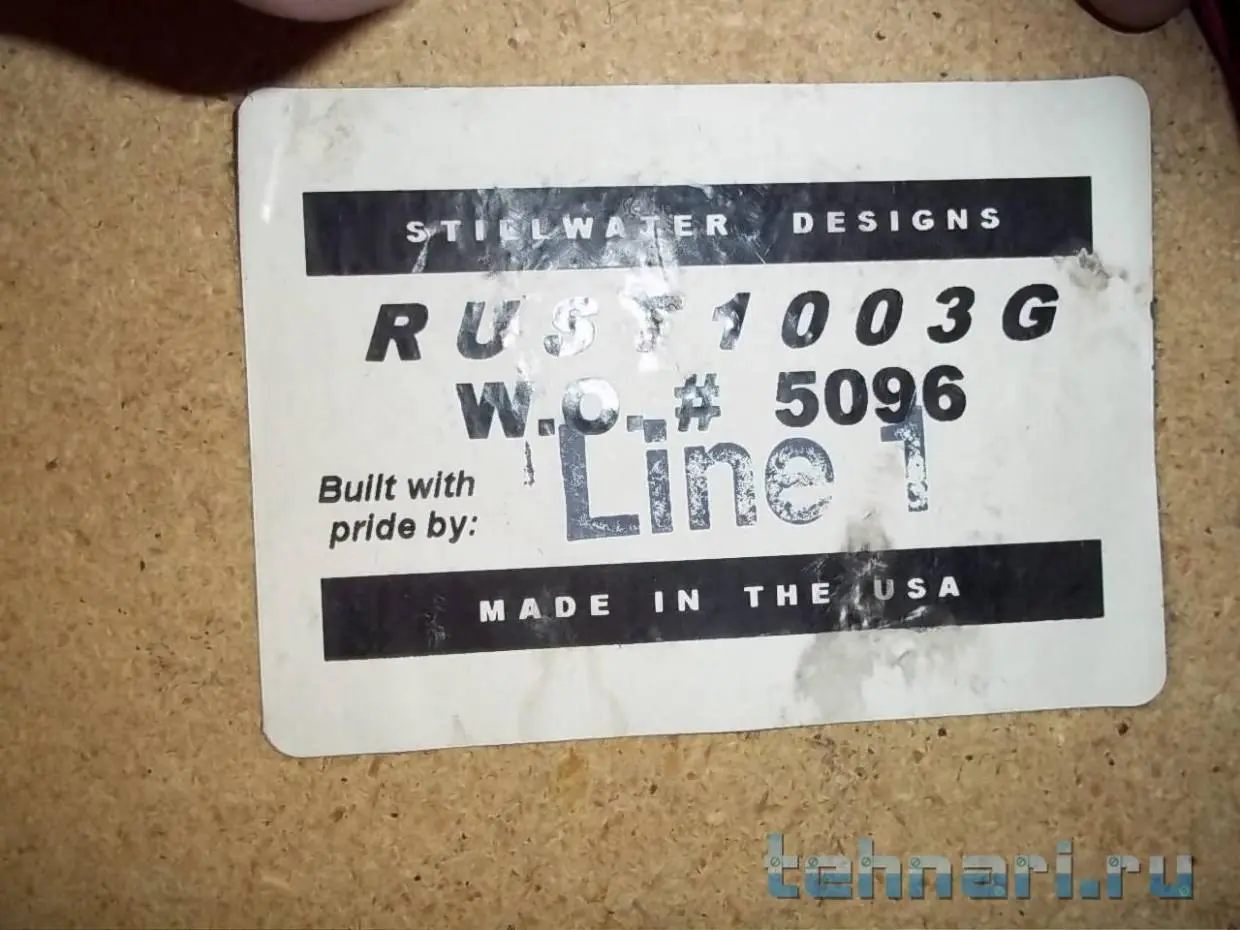 STILLWATER DESIGNS
RUST1003G
W.O. # 5096
Line 1
Built with
pride by:
MADE IN THE USA
tehnari.ru